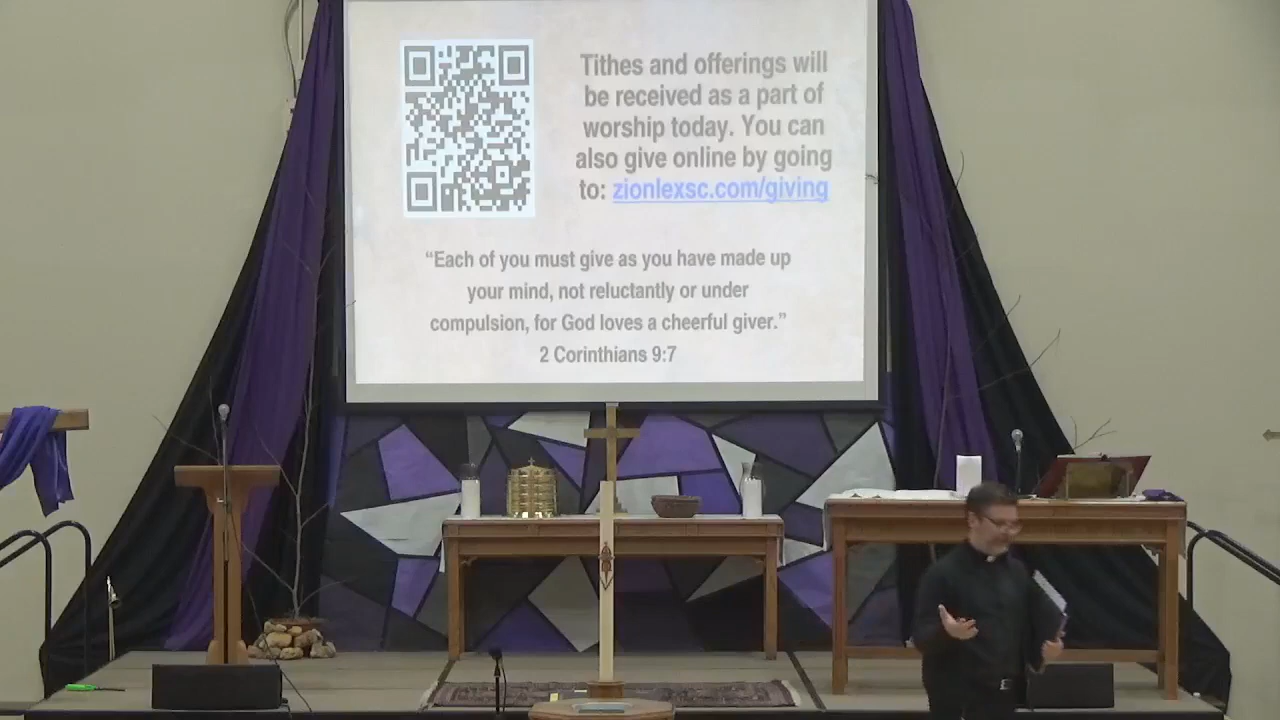 Tithes and offerings will
be received as a part of
worship today. You can
also give online by going
to: zionlexsc.com/giving
“Each of you must give as you have made up
your mind, not reluctantly or under
compulsion, for God loves a cheerful giver.”
2 Corinthians 9:7